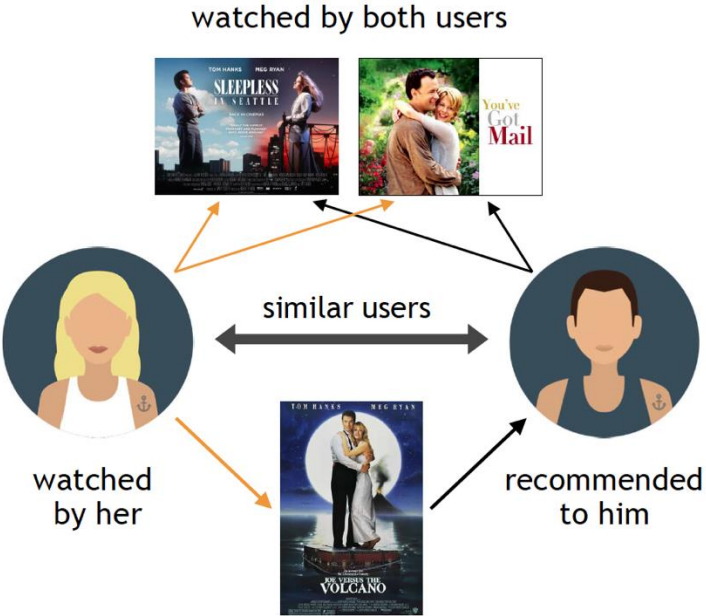 watched by both users
TOM HANKS MEG RYAN
SLEEPLESS
IN SEATTLE
You've
Got
Mail
similar users
TOM HANKS MEG RYAN
JOE VERSUS THE
VOLCANO
watched
by her
recommended
to him